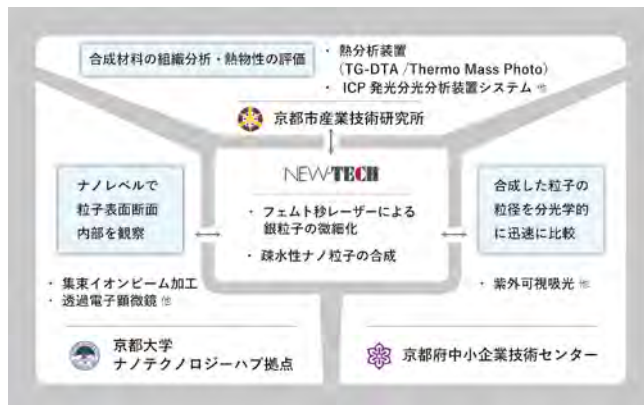 合成材料の組織分析・熱物性の評価
・ 熱分析装置
(TG-DTA /Thermo Mass Photo)
・ ICP 発光分光分析装置システム 他
京都市産業技術研究所
NEW-TECH
・ フェムト秒レーザーによる
銀粒子の微細化
・ 疎水性ナノ粒子の合成
ナノレベルで
粒子表面断面
内部を観察
・ 集束イオンビーム加工
・ 透過電子顕微鏡 他
京都大学
ナノテクノロジーハブ拠点
合成した粒子の
粒径を分光学的
に迅速に比較
・ 紫外可視吸光 他
京都府中小企業技術センター